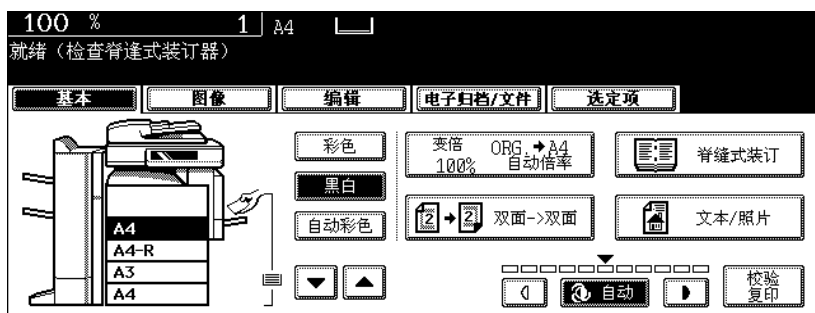 100 % 1 A4
就绪（检查脊逢式装订器）
基本 图像 编辑 电子归档/文件 选定项
彩色
黑白
自动彩色
变倍 ORG.➔A4
100% 自动倍率
脊缝式装订
2➔2 双面->双面
文本/照片
A4
A4-R
A3
A4
自动
校验
复印